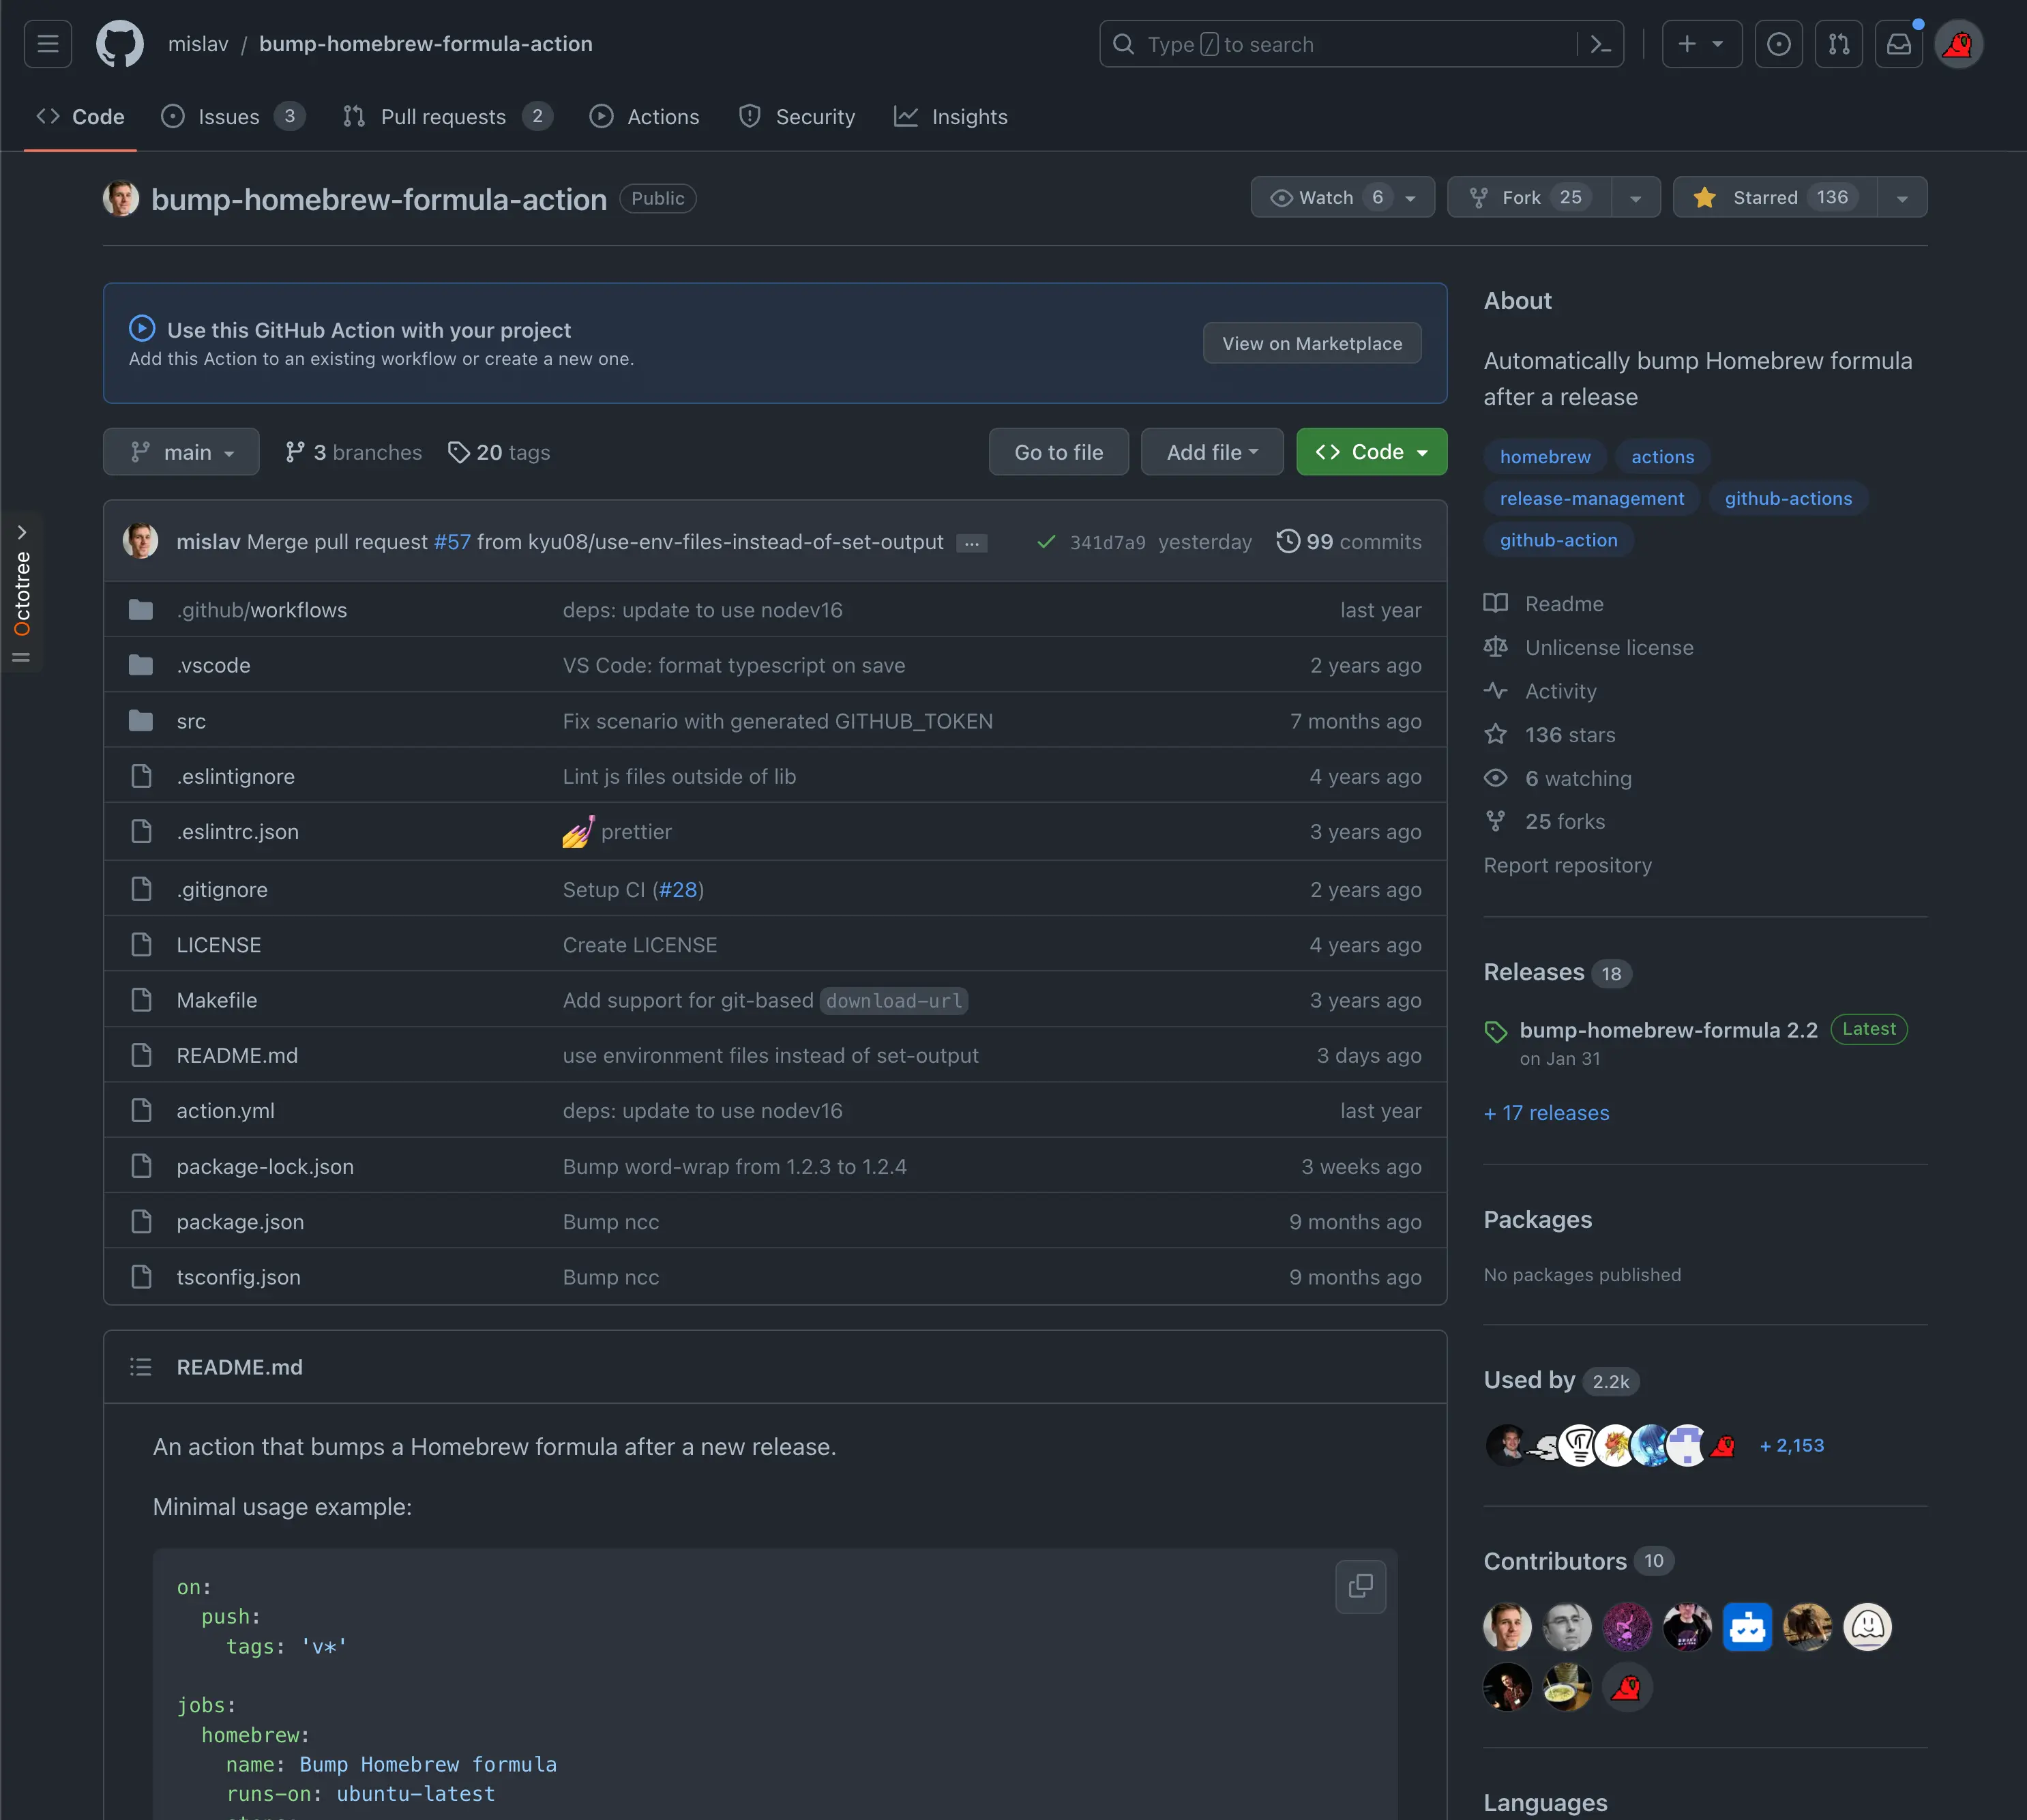 mislav / bump-homebrew-formula-action
Type / to search
Code
Issues 3
Pull requests 2
Actions
Security
Insights
bump-homebrew-formula-action Public
Watch 6
Fork 25
Starred 136
Use this GitHub Action with your project
Add this Action to an existing workflow or create a new one.
View on Marketplace
main
3 branches
20 tags
Go to file
Add file
Code
mislav Merge pull request #57 from kyu08/use-env-files-instead-of-set-output ... 341d7a9 yesterday 99 commits
.github/workflows deps: update to use nodev16 last year
.vscode VS Code: format typescript on save 2 years ago
src Fix scenario with generated GITHUB_TOKEN 7 months ago
.eslintignore Lint js files outside of lib 4 years ago
.eslintrc.json 💅 prettier 3 years ago
.gitignore Setup CI (#28) 2 years ago
LICENSE Create LICENSE 4 years ago
Makefile Add support for git-based download-url 3 years ago
README.md use environment files instead of set-output 3 days ago
action.yml deps: update to use nodev16 last year
package-lock.json Bump word-wrap from 1.2.3 to 1.2.4 3 weeks ago
package.json Bump ncc 9 months ago
tsconfig.json Bump ncc 9 months ago
README.md
An action that bumps a Homebrew formula after a new release.
Minimal usage example:
on:
push:
tags: 'v*'
jobs:
homebrew:
name: Bump Homebrew formula
runs-on: ubuntu-latest
About
Automatically bump Homebrew formula
after a release
homebrew actions
release-management github-actions
github-action
Readme
Unlicense license
Activity
136 stars
6 watching
25 forks
Report repository
Releases 18
bump-homebrew-formula 2.2 Latest
on Jan 31
+ 17 releases
Packages
No packages published
Used by 2.2k
+ 2,153
Contributors 10
Languages
Octotree